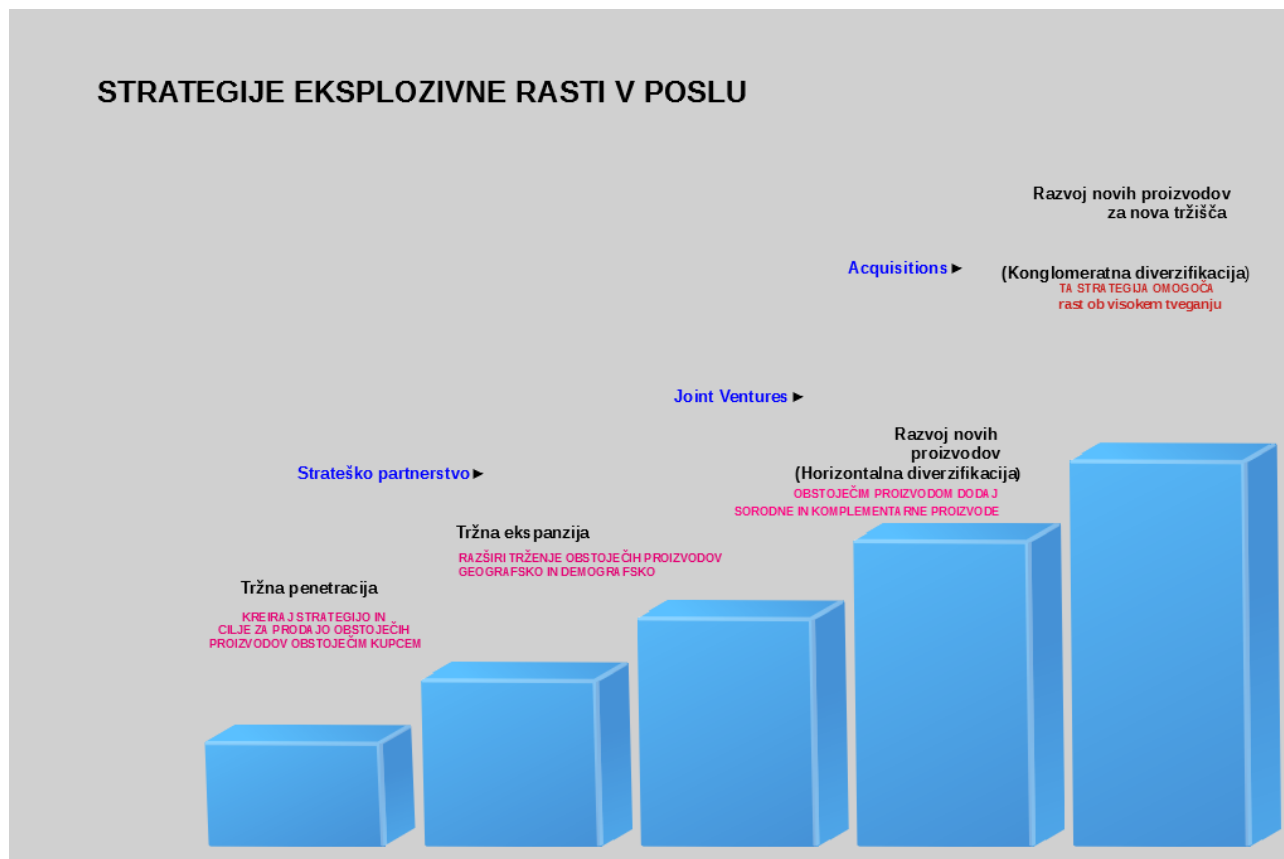 STRATEGIJE EKSPLOZIVNE RASTI V POSLU
Razvoj novih proizvodov
za nova tržišča
Acquisitions ►
(Konglomeratna diverzifikacija)
TA STRATEGIJA OMOGOČA
rast ob visokem tveganju
Joint Ventures ►
Razvoj novih
proizvodov
(Horizontalna diverzifikacija)
OBSTOJEČIM PROIZVODOM DODAJ
SORODNE IN KOMPLEMENTARNE PROIZVODE
Strateško partnerstvo ►
Tržna ekspanzija
RAZŠIRI TRŽENJE OBSTOJEČIH PROIZVODOV
GEOGRAFSKO IN DEMOGRAFSKO
Tržna penetracija
KREIRAJ STRATEGIJO IN
CILJE ZA PRODAJO OBSTOJEČIH
PROIZVODOV OBSTOJEČIM KUPCEM